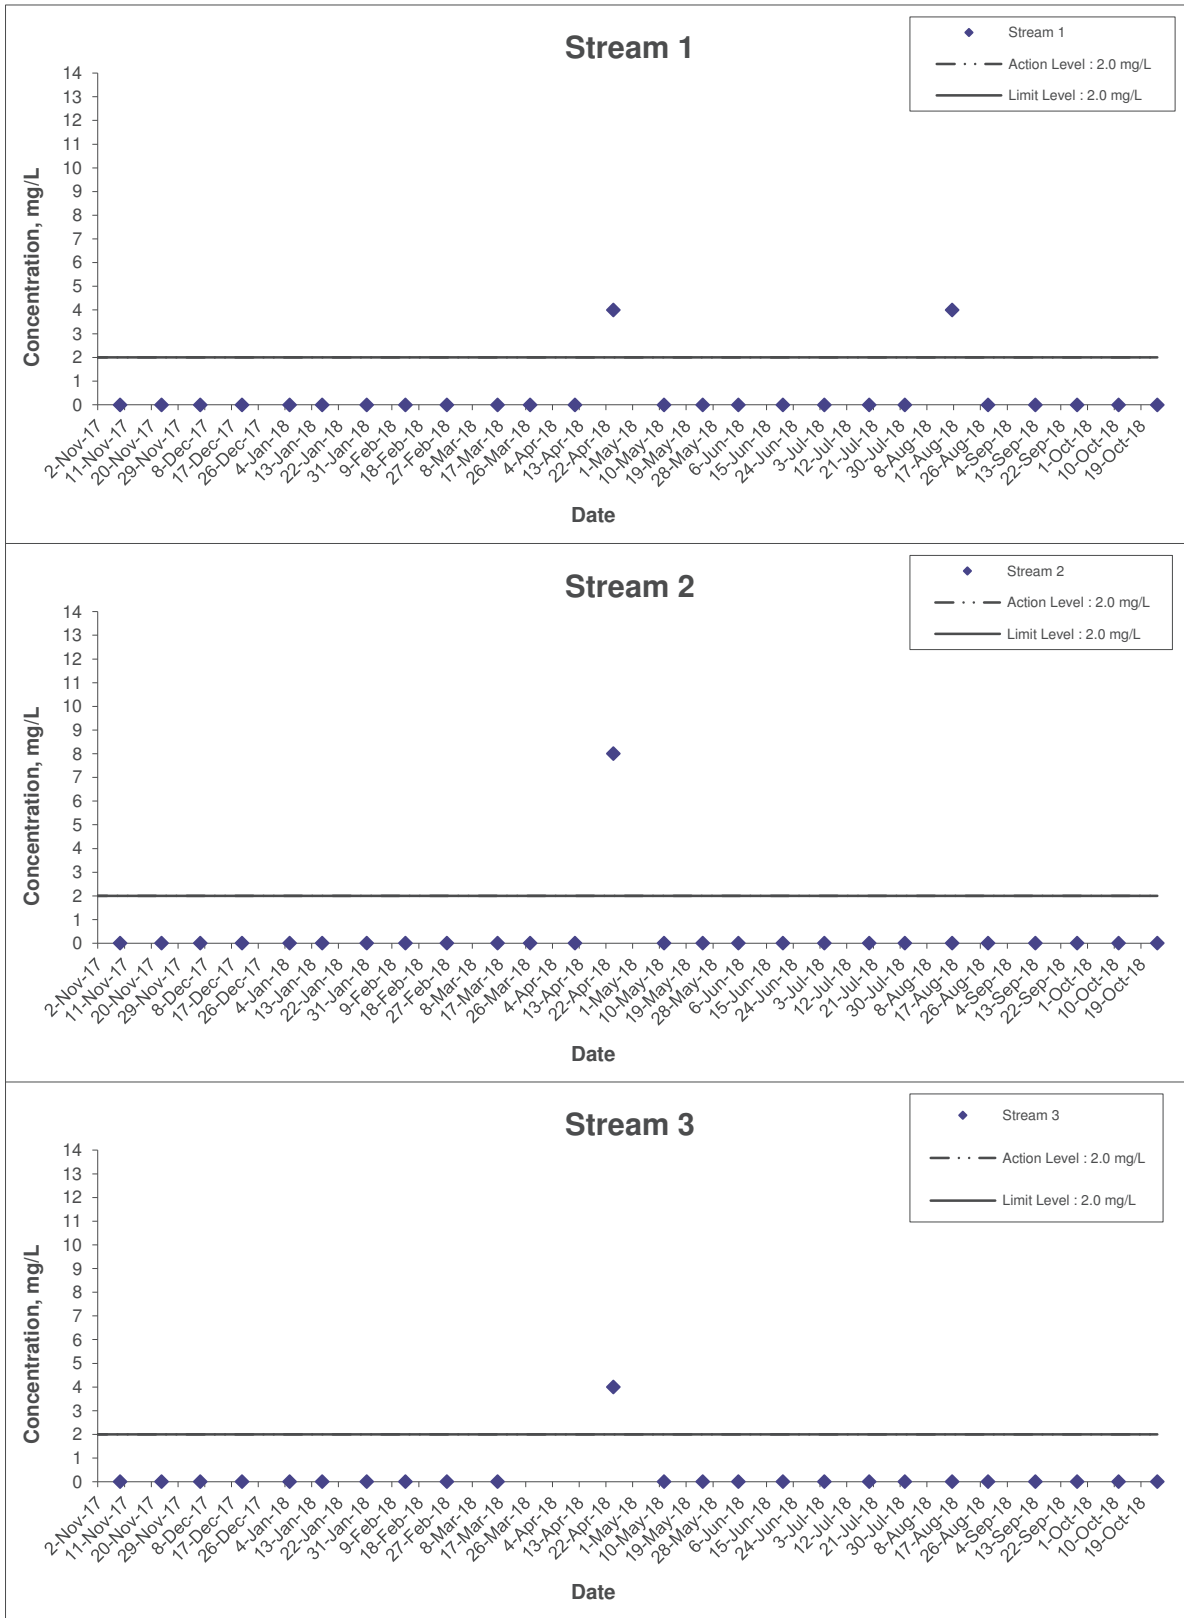 Stream 1
Stream 1
Action Level : 2.0 mg/L
Limit Level : 2.0 mg/L
Concentration, mg/L
14
13
12
11
10
9
8
7
6
5
4
3
2
1
0
2-Nov-17
11-Nov-17
20-Nov-17
29-Nov-17
8-Dec-17
17-Dec-17
26-Dec-17
4-Jan-18
13-Jan-18
22-Jan-18
31-Jan-18
9-Feb-18
18-Feb-18
27-Feb-18
8-Mar-18
17-Mar-18
26-Mar-18
4-Apr-18
13-Apr-18
22-Apr-18
1-May-18
10-May-18
19-May-18
28-May-18
6-Jun-18
15-Jun-18
24-Jun-18
3-Jul-18
12-Jul-18
21-Jul-18
30-Jul-18
8-Aug-18
17-Aug-18
26-Aug-18
4-Sep-18
13-Sep-18
22-Sep-18
1-Oct-18
10-Oct-18
19-Oct-18
Date
Stream 2
Stream 2
Action Level : 2.0 mg/L
Limit Level : 2.0 mg/L
Concentration, mg/L
14
13
12
11
10
9
8
7
6
5
4
3
2
1
0
2-Nov-17
11-Nov-17
20-Nov-17
29-Nov-17
8-Dec-17
17-Dec-17
26-Dec-17
4-Jan-18
13-Jan-18
22-Jan-18
31-Jan-18
9-Feb-18
18-Feb-18
27-Feb-18
8-Mar-18
17-Mar-18
26-Mar-18
4-Apr-18
13-Apr-18
22-Apr-18
1-May-18
10-May-18
19-May-18
28-May-18
6-Jun-18
15-Jun-18
24-Jun-18
3-Jul-18
12-Jul-18
21-Jul-18
30-Jul-18
8-Aug-18
17-Aug-18
26-Aug-18
4-Sep-18
13-Sep-18
22-Sep-18
1-Oct-18
10-Oct-18
19-Oct-18
Date
Stream 3
Stream 3
Action Level : 2.0 mg/L
Limit Level : 2.0 mg/L
Concentration, mg/L
14
13
12
11
10
9
8
7
6
5
4
3
2
1
0
2-Nov-17
11-Nov-17
20-Nov-17
29-Nov-17
8-Dec-17
17-Dec-17
26-Dec-17
4-Jan-18
13-Jan-18
22-Jan-18
31-Jan-18
9-Feb-18
18-Feb-18
27-Feb-18
8-Mar-18
17-Mar-18
26-Mar-18
4-Apr-18
13-Apr-18
22-Apr-18
1-May-18
10-May-18
19-May-18
28-May-18
6-Jun-18
15-Jun-18
24-Jun-18
3-Jul-18
12-Jul-18
21-Jul-18
30-Jul-18
8-Aug-18
17-Aug-18
26-Aug-18
4-Sep-18
13-Sep-18
22-Sep-18
1-Oct-18
10-Oct-18
19-Oct-18
Date